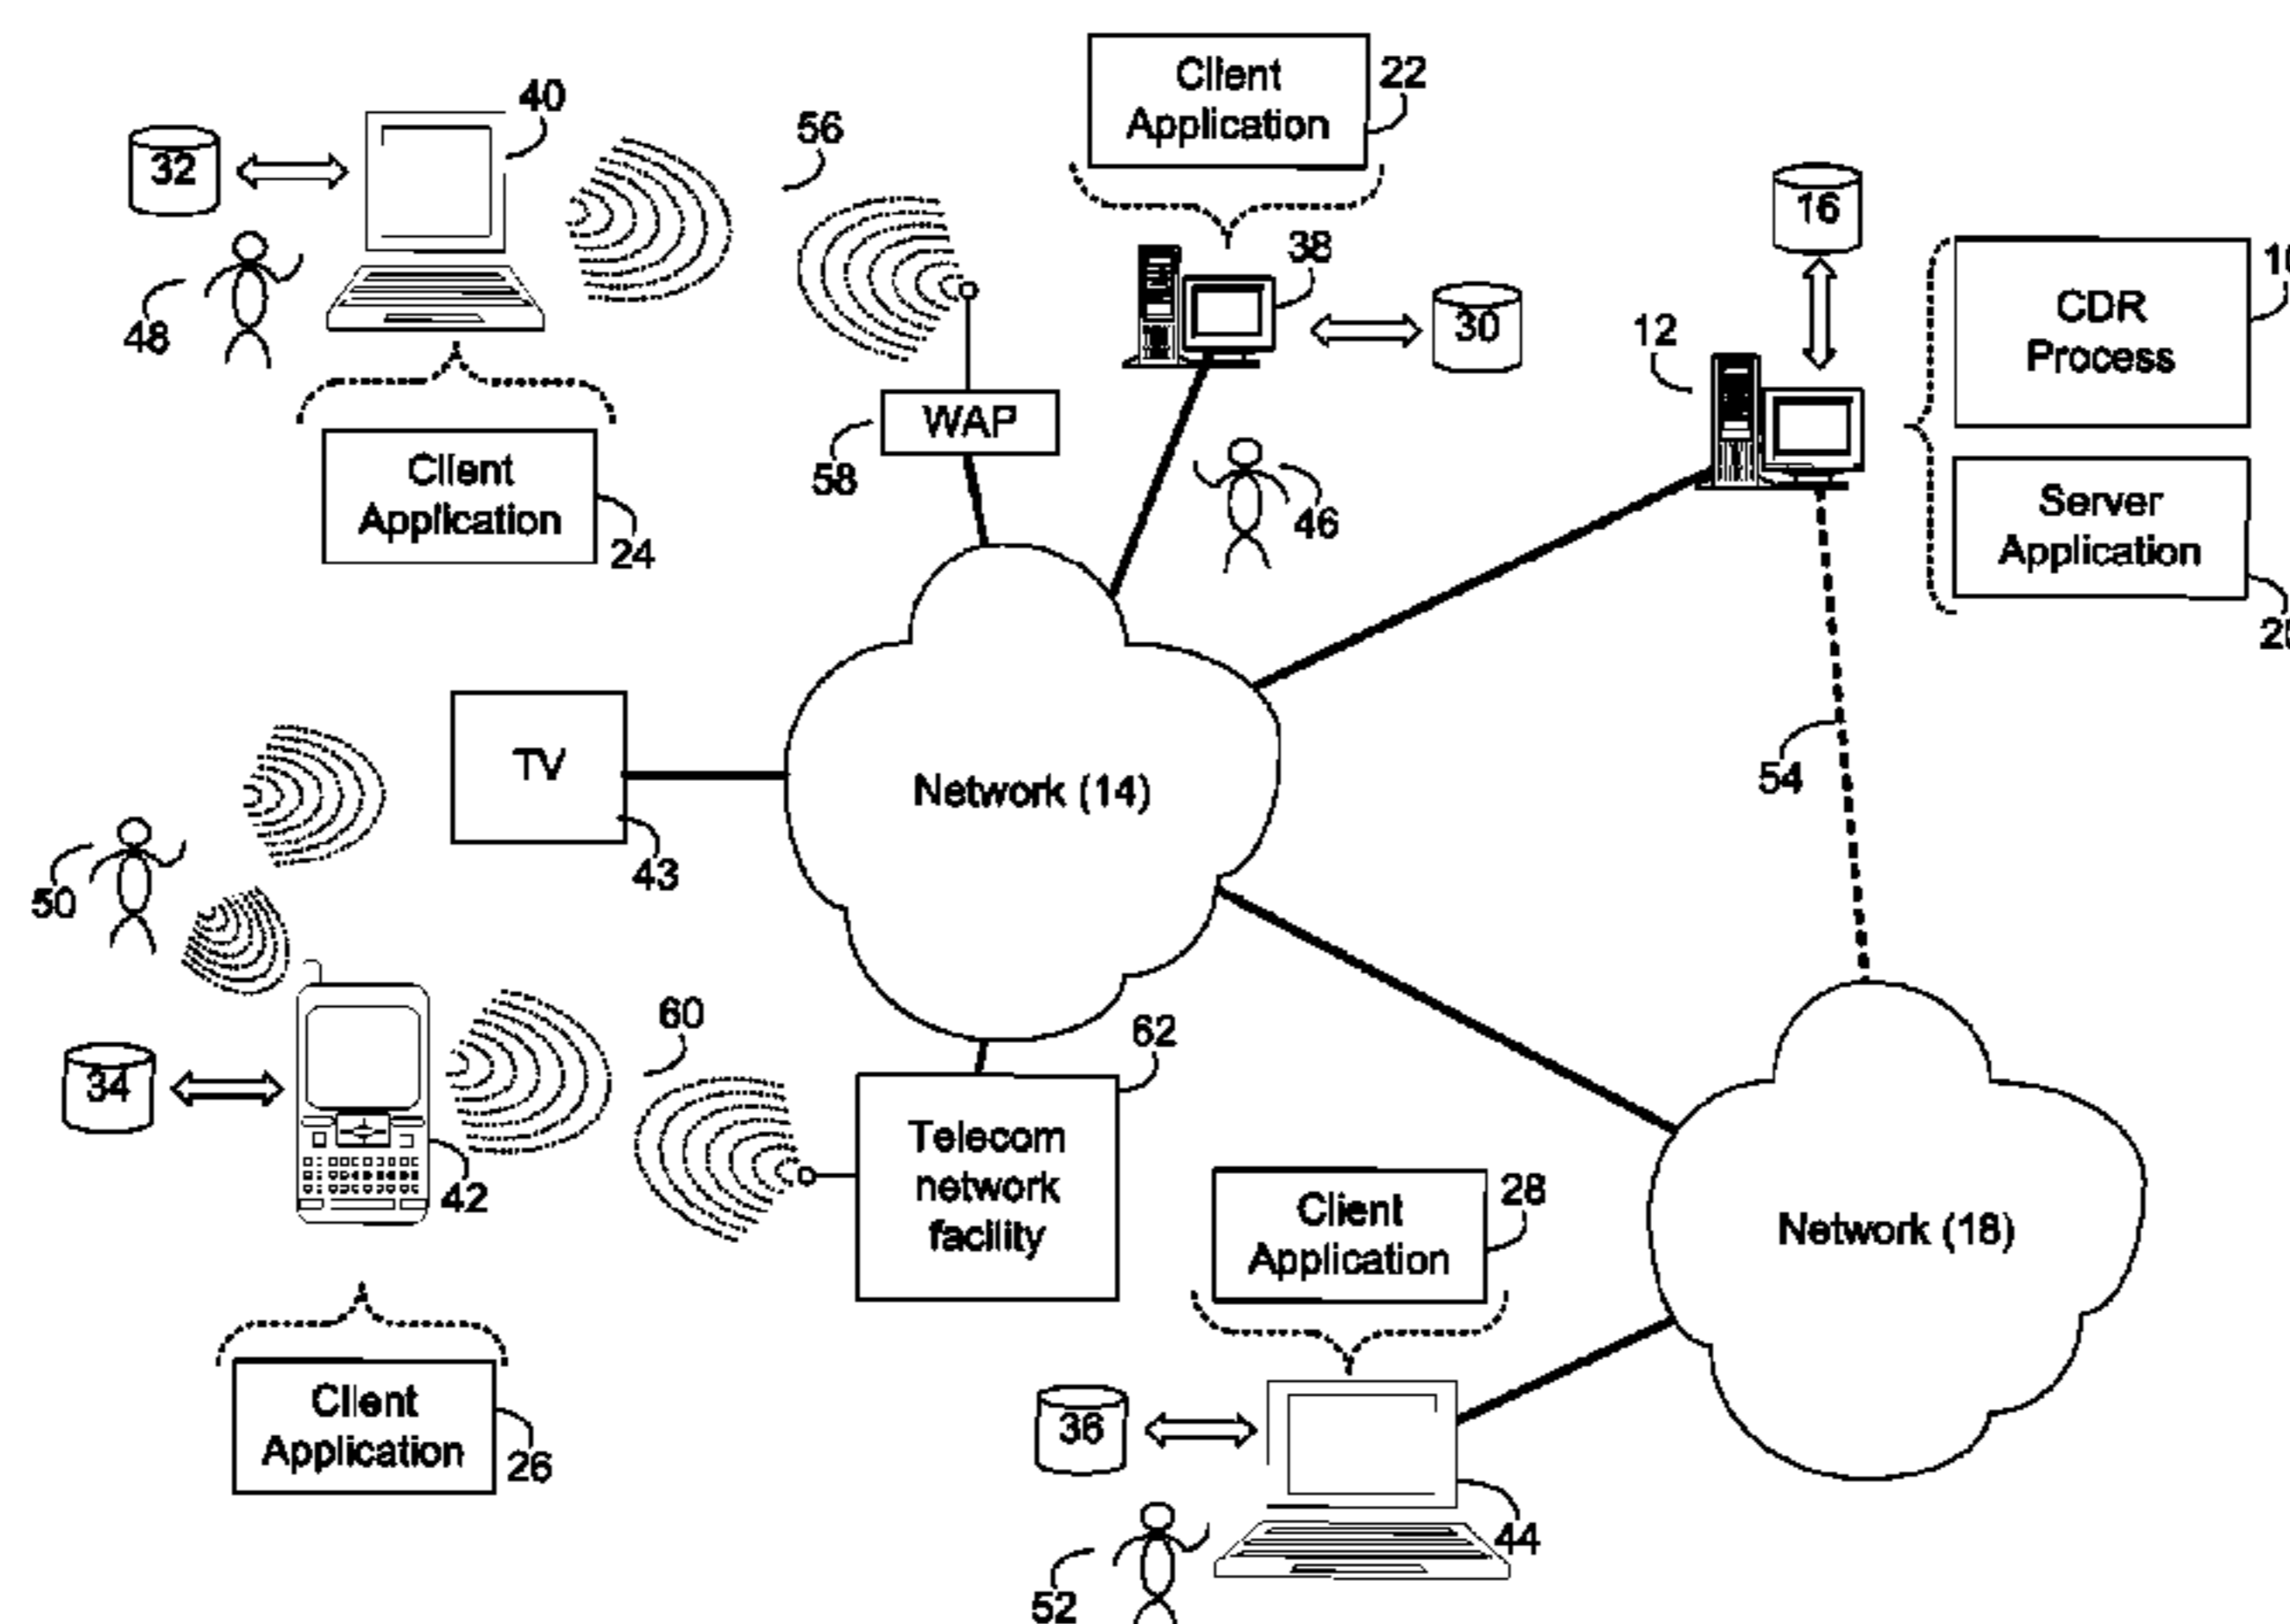 40
56
Client
Application
22
32
16
48
38
30
12
CDR
Process
10
WAP
58
Client
Application
24
46
Server
Application
TV
43
Network (14)
54
50
34
60
62
42
Telecom
network
facility
Client
Application
28
Network (18)
Client
Application
26
36
44
52